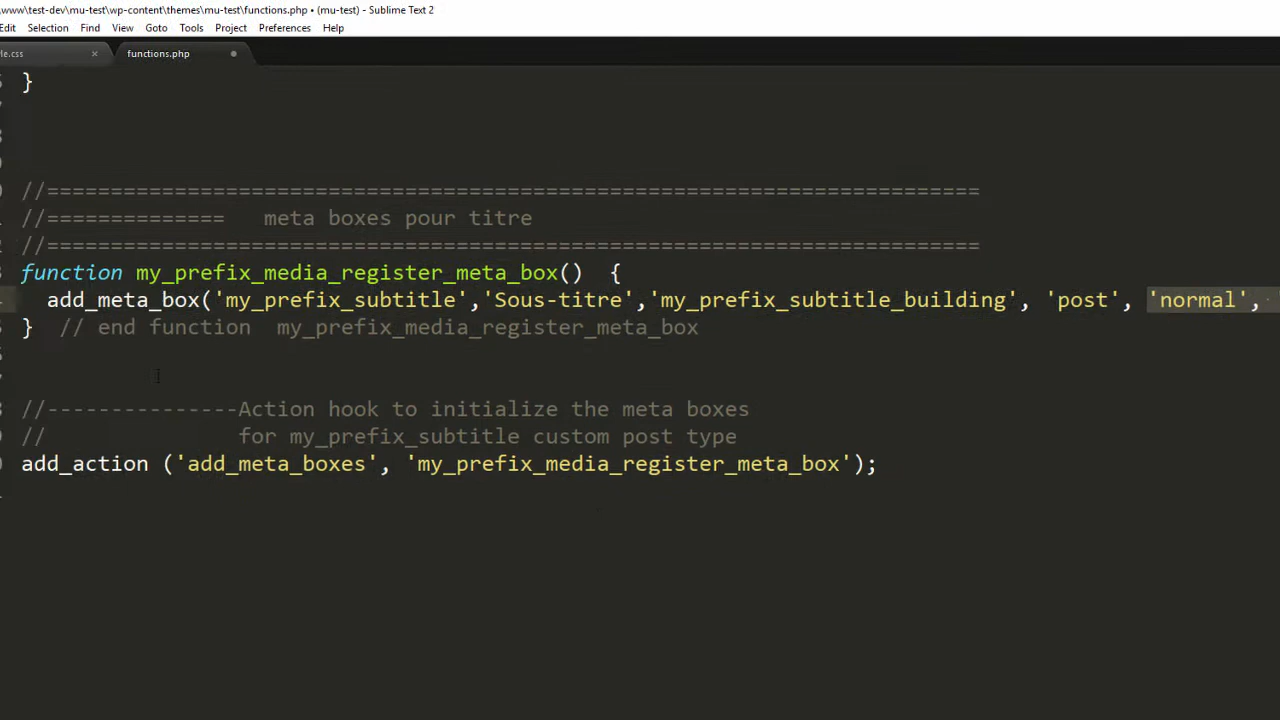 www\test-dev\mu-test\wp-content\themes\mu-test\functions.php • (mu-test) - Sublime Text 2
Edit Selection Find View Goto Tools Project Preferences Help
le.css × functions.php
}
//=========================================================================
//============== meta boxes pour titre
//=========================================================================
function my_prefix_media_register_meta_box() {
add_meta_box('my_prefix_subtitle','Sous-titre','my_prefix_subtitle_building', 'post', 'normal',
} // end function my_prefix_media_register_meta_box
//---------------Action hook to initialize the meta boxes
// for my_prefix_subtitle custom post type
add_action ('add_meta_boxes', 'my_prefix_media_register_meta_box');